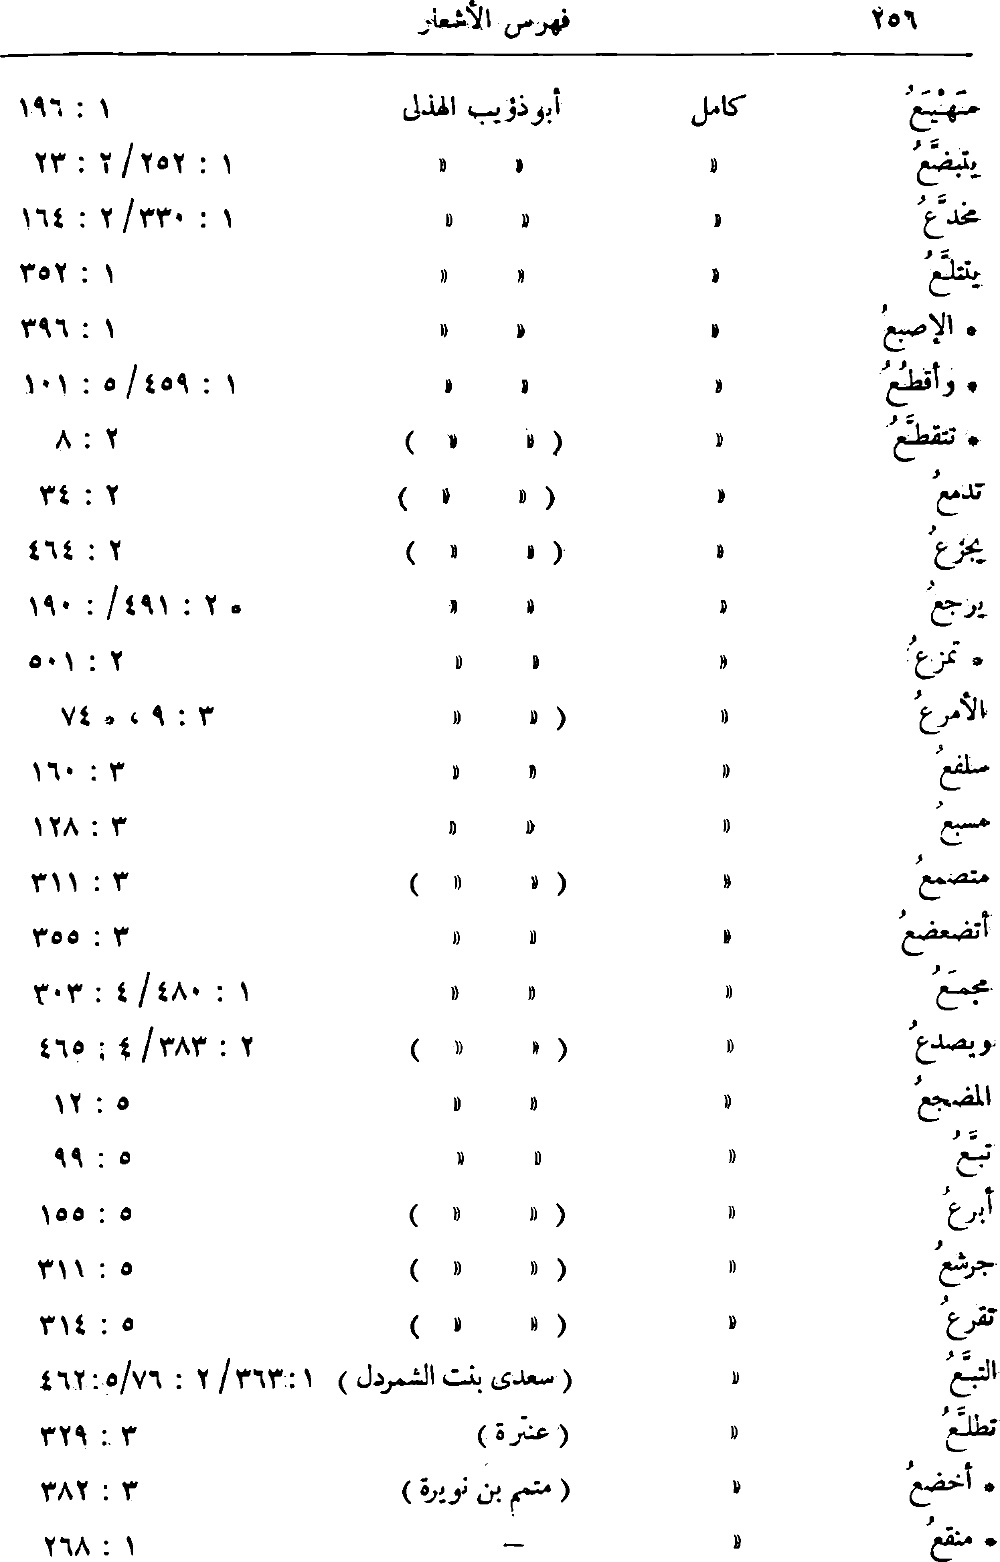 ٢٥٦ فهرس الأشعار
متهْيَعُ كامل أبو ذؤيب الهذلى ١ : ١٩٦
يتبضَّعُ » » » ١ : ٢٥٢/ ٢ : ٢٣
مخدَّعُ » » » ١ : ٣٣٠/ ٢ : ١٦٤
يتتلَّعُ » » » ١ : ٣٥٢
* الإصبعُ » » » ١ : ٣٩٦
* وأقطُعُ » » » ١ : ٤٥٩/ ٥ : ١٠١
* تتقطَّعُ » ( » » ) ٢ : ٨
تدمعُ » ( » » ) ٢ : ٣٤
يجزعُ » ( » » ) ٢ : ٤٦٤
يرجعُ » » » * ٢ : ٤٩١/ : ١٩٠
* تمزعُ » » » ٢ : ٥٠١
الأمرعُ » ( » » ٣ : ٩ ، * ٧٤
سلفعُ » » » ٣ : ١٦٠
مسبعُ » » » ٣ : ١٢٨
متصمعُ » ( » » ) ٣ : ٣١١
أتضعضعُ » » » ٣ : ٣٥٥
مجمَعُ » » » ١ : ٤٨٠/ ٤ : ٣٠٣
ويصدعُ » ( » » ) ٢ : ٣٨٣/ ٤ : ٤٦٥
المضجعُ » » » ٥ : ١٢
تبَّعُ » » » ٥ : ٩٩
أبرعُ » ( » » ) ٥ : ١٥٥
جرشعُ » ( » » ) ٥ : ٣١١
تقرعُ » ( » » ) ٥ : ٣١٤
التبَّعُ » ( سعدى بنت الشمردل ) ١ : ٣٦٣/ ٢ : ٧٦/ ٥ : ٤٦٢
تطلَّعُ » ( عنترة ) ٣ : ٣٢٩
* أخضعُ » ( متمم بن نويرة ) ٣ : ٣٨٢
* منقعُ » — ١ : ٢٦٨